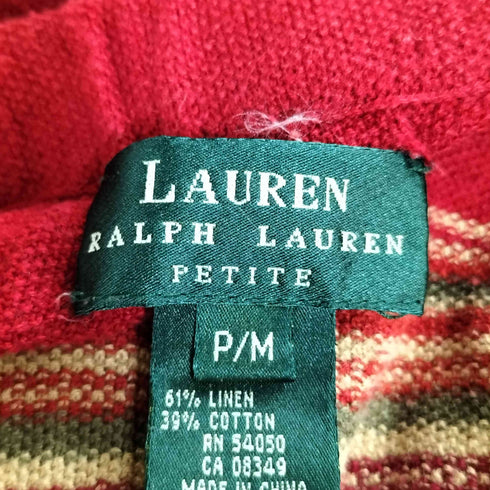 LAUREN
RALPH LAUREN
PETITE
P/M
61% LINEN
39% COTTON
RN 54050
CA 08349
MADE IN CHINA